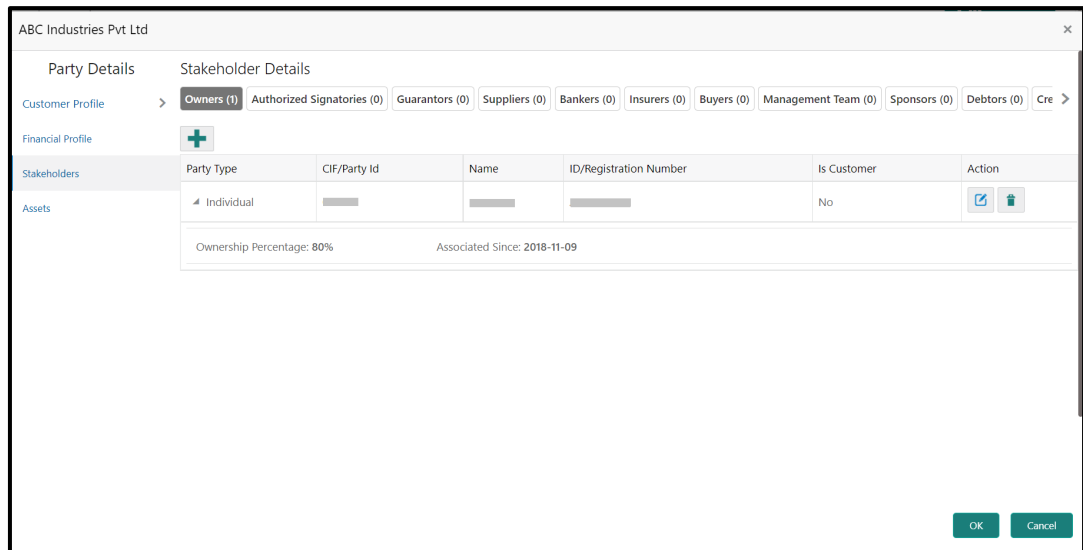 ABC Industries Pvt Ltd
Party Details
Customer Profile
Financial Profile
Stakeholders
Assets
Stakeholder Details
Owners (1) Authorized Signatories (0) Guarantors (0) Suppliers (0) Bankers (0) Insurers (0) Buyers (0) Management Team (0) Sponsors (0) Debtors (0) Cre
Party Type CIF/Party Id Name ID/Registration Number Is Customer Action
Individual No
Ownership Percentage: 80% Associated Since: 2018-11-09
OK Cancel